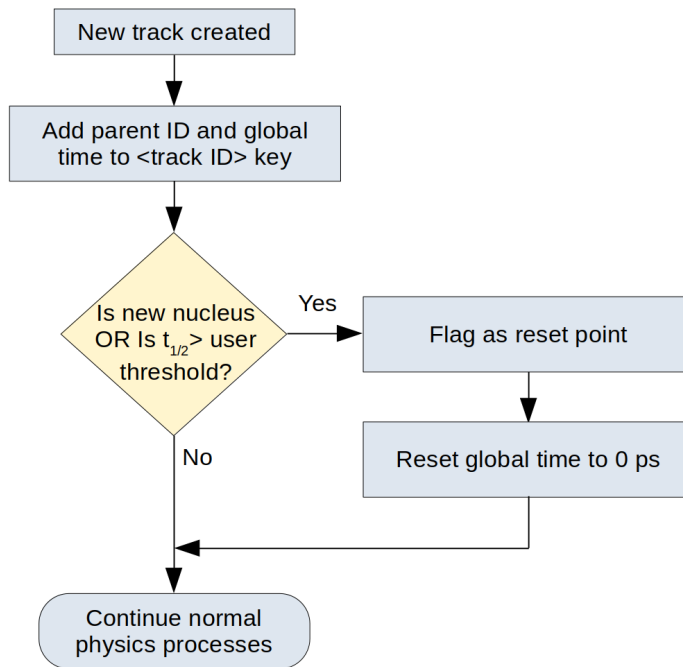 New track created
Add parent ID and global
time to <track ID> key
Is new nucleus
OR Is t1/2> user
threshold?
Yes
Flag as reset point
Reset global time to 0 ps
No
Continue normal
physics processes